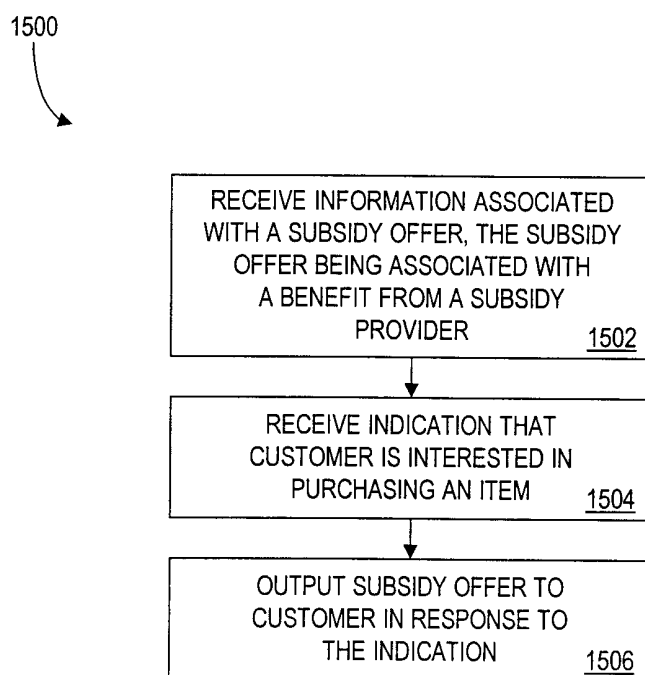 1500
RECEIVE INFORMATION ASSOCIATED
WITH A SUBSIDY OFFER, THE SUBSIDY
OFFER BEING ASSOCIATED WITH
A BENEFIT FROM A SUBSIDY
PROVIDER
1502
RECEIVE INDICATION THAT
CUSTOMER IS INTERESTED IN
PURCHASING AN ITEM
1504
OUTPUT SUBSIDY OFFER TO
CUSTOMER IN RESPONSE TO
THE INDICATION
1506